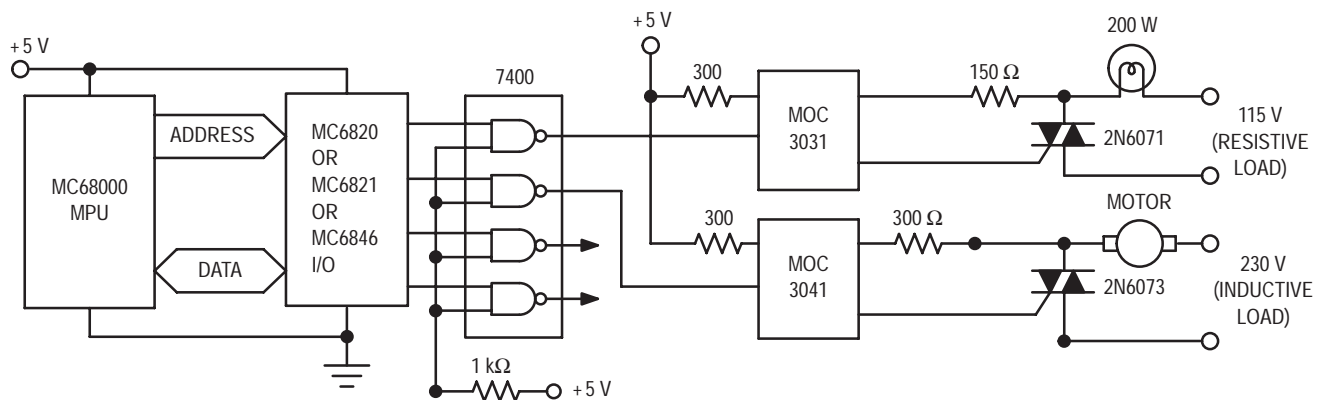 +5 V
MC68000
MPU
ADDRESS
DATA
MC6820
OR
MC6821
OR
MC6846
I/O
7400
1 kΩ
+5 V
+5 V
300
MOC
3031
150 Ω
200 W
2N6071
115 V
(RESISTIVE
LOAD)
300
MOC
3041
300 Ω
MOTOR
2N6073
230 V
(INDUCTIVE
LOAD)